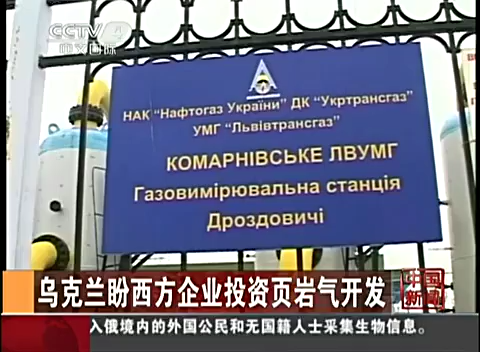 CCTV 4
中文国际
НАК "Нафтогаз України" ДК "Укртрансгаз"
УМГ "Львівтрансгаз"
КОМАРНІВСЬКЕ ЛВУМГ
Газовимірювальна станція
Дроздовичі
乌克兰盼西方企业投资页岩气开发
中国
新闻
入俄境内的外国公民和无国籍人士采集生物信息。